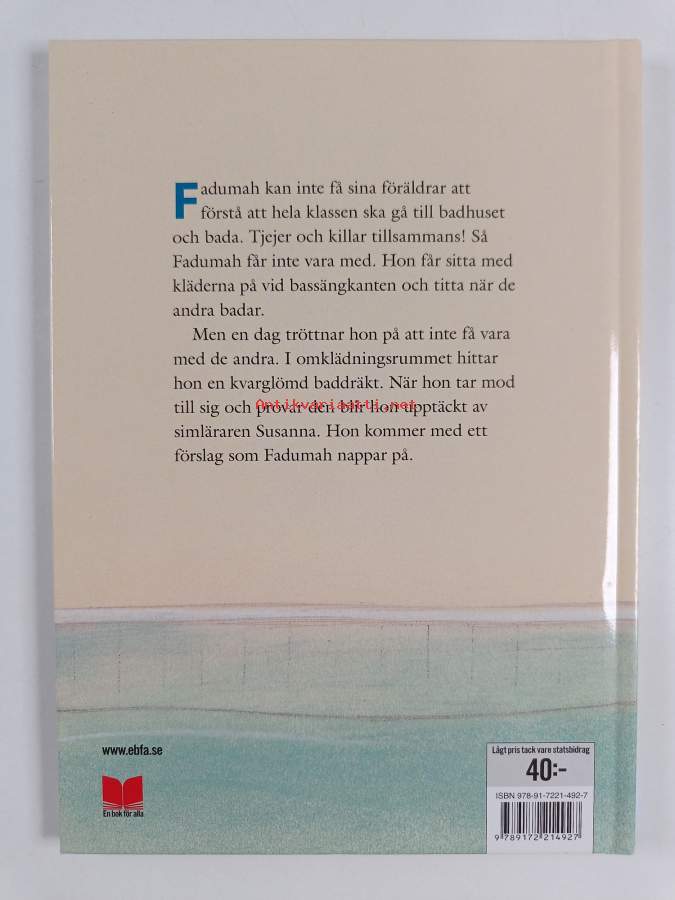 Fadumah kan inte få sina föräldrar att
förstå att hela klassen ska gå till badhuset
och bada. Tjejer och killar tillsammans! Så
Fadumah får inte vara med. Hon får sitta med
kläderna på vid bassängkanten och titta när de
andra badar.
Men en dag tröttnar hon på att inte få vara
med de andra. I omklädningsrummet hittar
hon en kvarglömd baddräkt. När hon tar mod
till sig och provar den blir hon upptäckt av
Antikvariaatti.net
simläraren Susanna. Hon kommer med ett
förslag som Fadumah nappar på.
www.ebfa.se
En bok för alla
Lågt pris tack vare statsbidrag
40:-
ISBN 978-91-7221-492-7
9 789172 214927